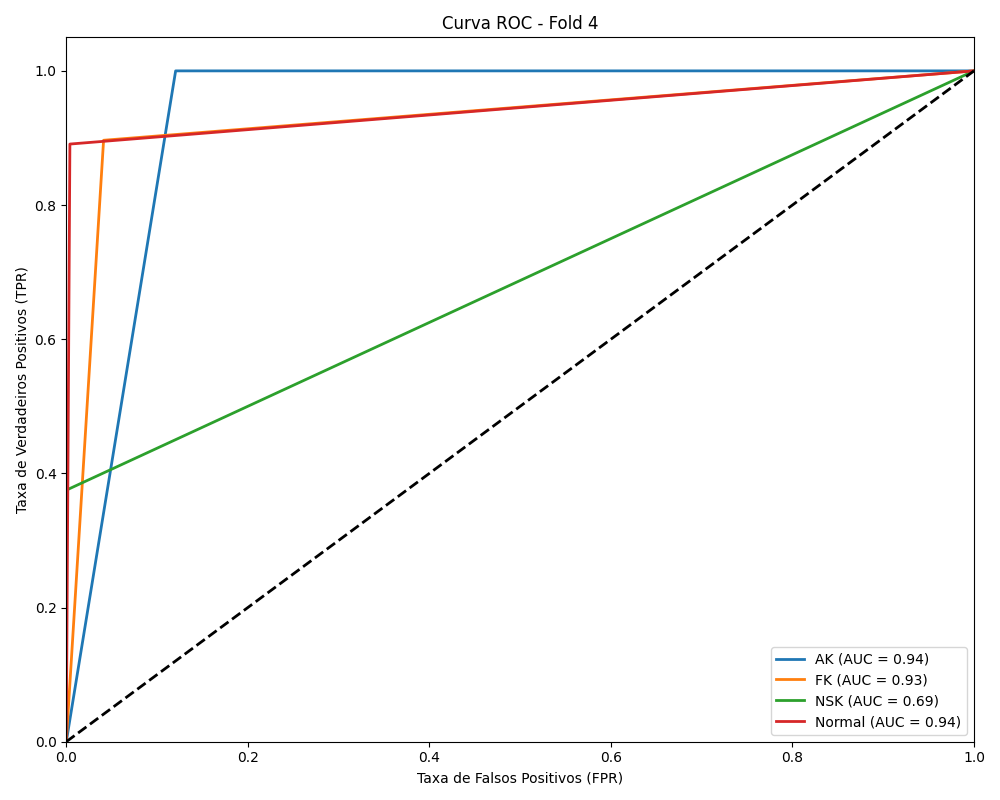 Curva ROC - Fold 4
Taxa de Verdadeiros Positivos (TPR)
1.0
0.8
0.6
0.4
0.2
0.0
AK (AUC = 0.94)
FK (AUC = 0.93)
NSK (AUC = 0.69)
Normal (AUC = 0.94)
0.0 0.2 0.4 0.6 0.8 1.0
Taxa de Falsos Positivos (FPR)